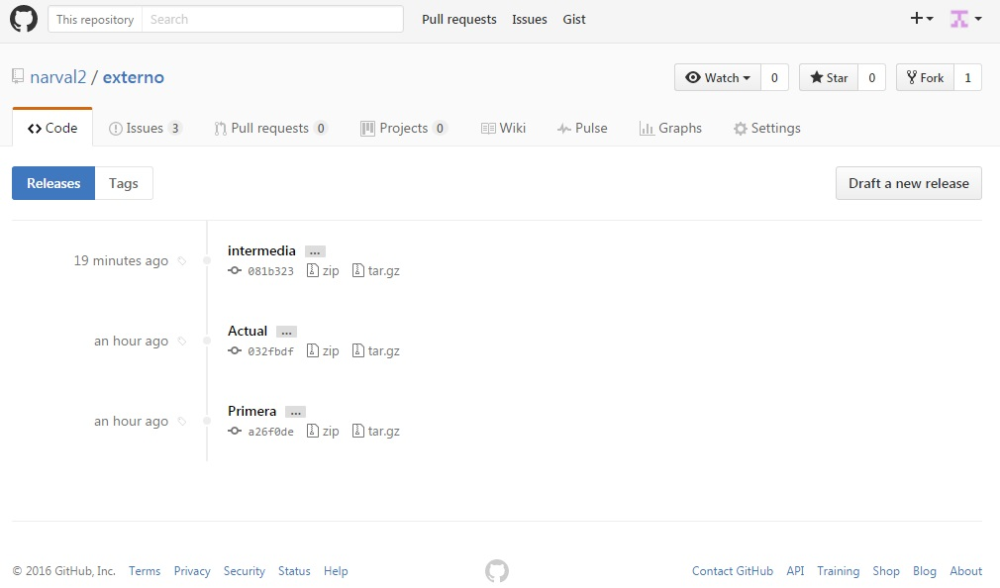 This repository Search Pull requests Issues Gist
narval2 / externo Watch 0 Star 0 Fork 1
Code Issues 3 Pull requests 0 Projects 0 Wiki Pulse Graphs Settings
Releases Tags Draft a new release
intermedia ...
19 minutes ago
081b323 zip tar.gz
Actual ...
an hour ago
032fbdf zip tar.gz
Primera ...
an hour ago
a26f0de zip tar.gz
© 2016 GitHub, Inc. Terms Privacy Security Status Help Contact GitHub API Training Shop Blog About